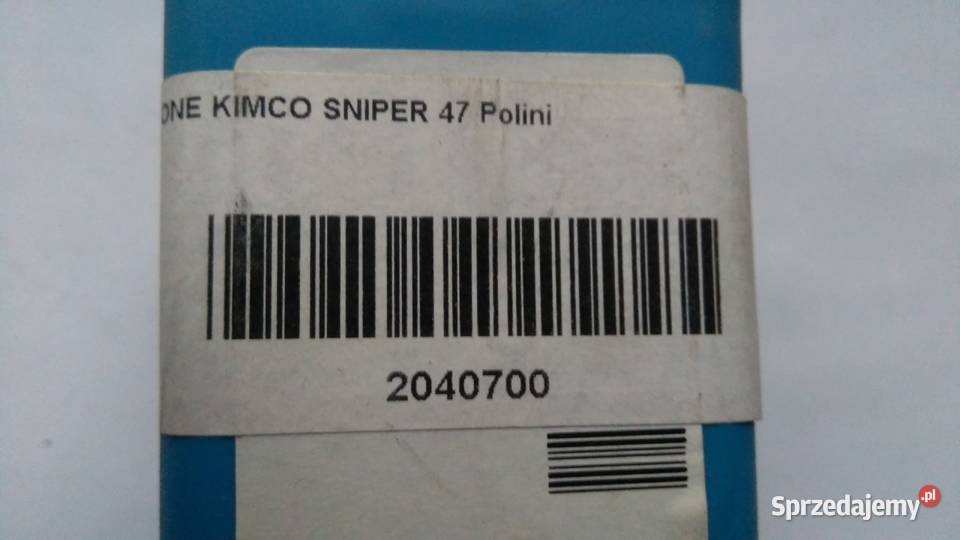 ONE KIMCO SNIPER 47 Polini
2040700
Sprzedajemy.pl